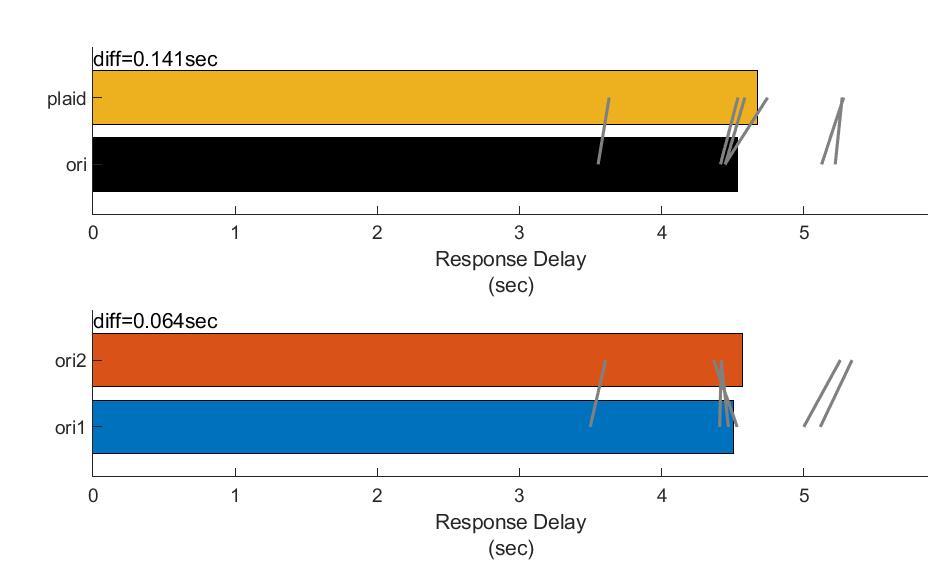 diff=0.141sec
plaid
ori
0 1 2 3 4 5
Response Delay
(sec)
diff=0.064sec
ori2
ori1
0 1 2 3 4 5
Response Delay
(sec)